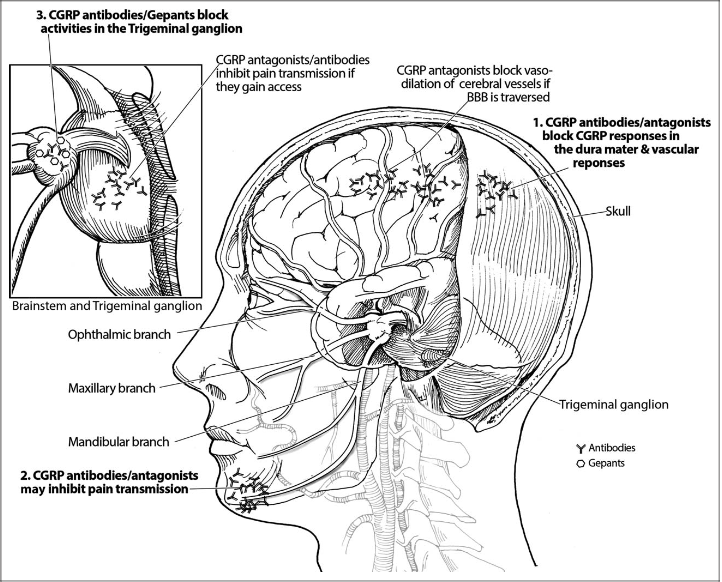 3. CGRP antibodies/Gepants block
activities in the Trigeminal ganglion
CGRP antagonists/antibodies
inhibit pain transmission if
they gain access
CGRP antagonists block vaso-
dilation of cerebral vessels if
BBB is traversed
1. CGRP antibodies/antagonists
block CGRP responses in
the dura mater & vascular
reponses
Skull
Brainstem and Trigeminal ganglion
Ophthalmic branch
Maxillary branch
Mandibular branch
Trigeminal ganglion
Antibodies
Gepants
2. CGRP antibodies/antagonists
may inhibit pain transmission